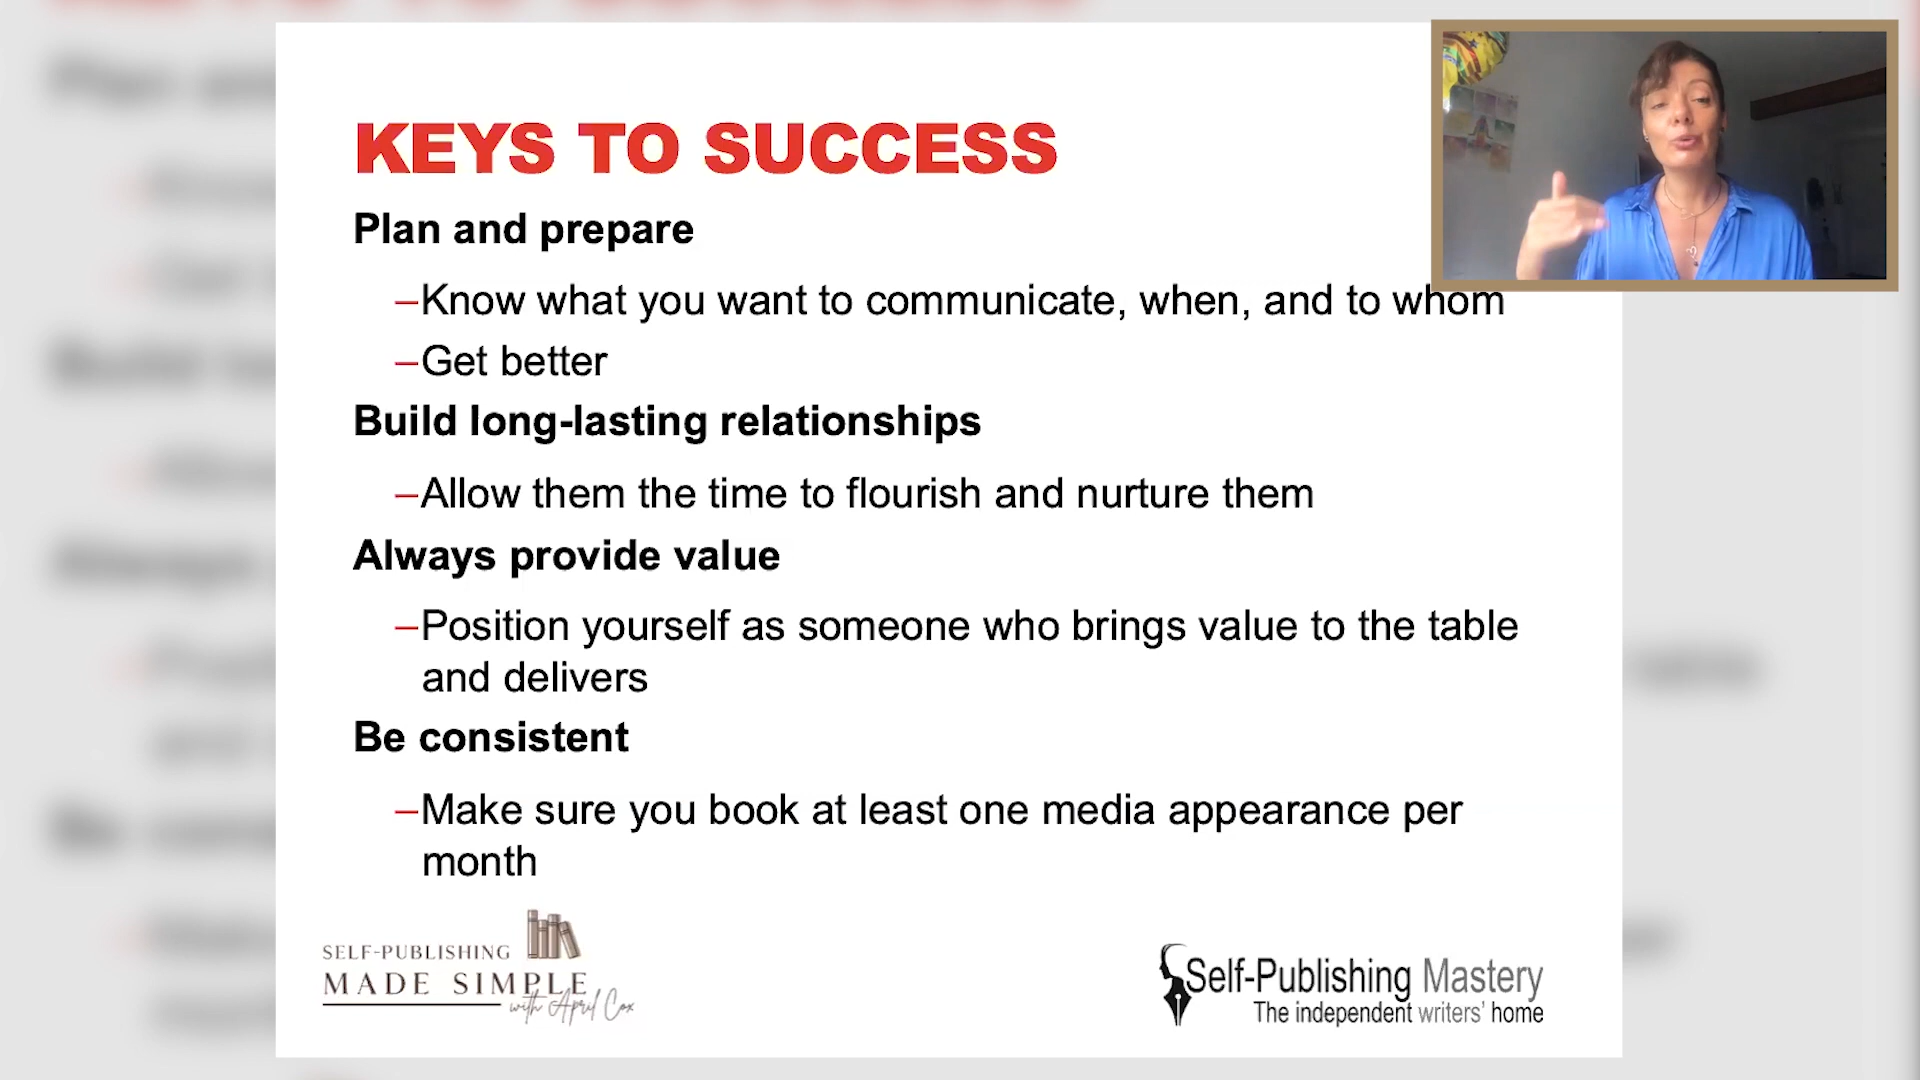 KEYS TO SUCCESS
Plan and prepare
–Know what you want to communicate, when, and to whom
–Get better
Build long-lasting relationships
–Allow them the time to flourish and nurture them
Always provide value
–Position yourself as someone who brings value to the table
and delivers
Be consistent
–Make sure you book at least one media appearance per
month
SELF-PUBLISHING
MADE SIMPLE
with April Cox
Self-Publishing Mastery
The independent writers' home